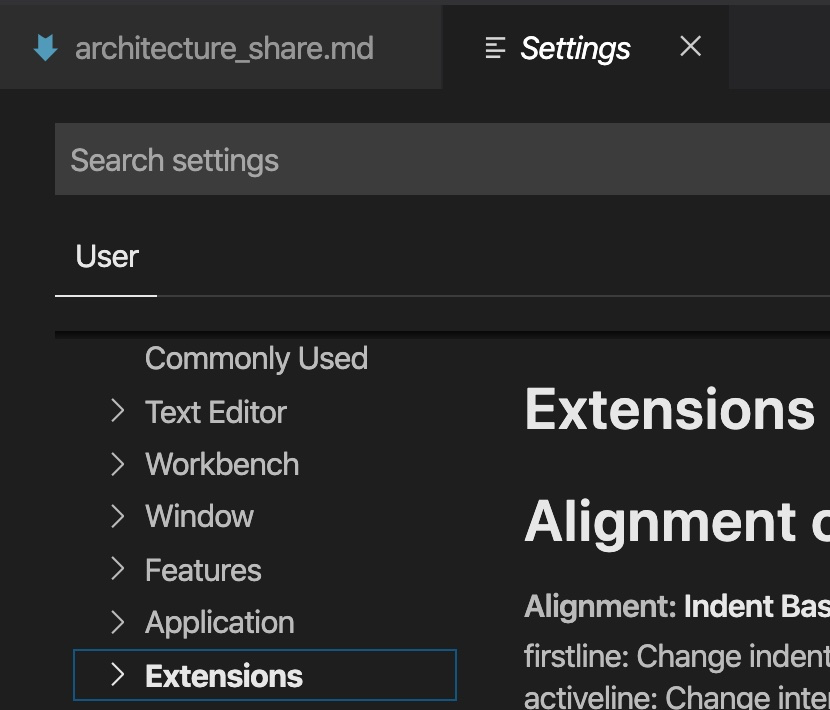 architecture_share.md
Settings
Search settings
User
Commonly Used
Text Editor
Workbench
Window
Features
Application
Extensions
Extensions
Alignment
Alignment: Indent Bas
firstline: Change indent
activeline: Change inte